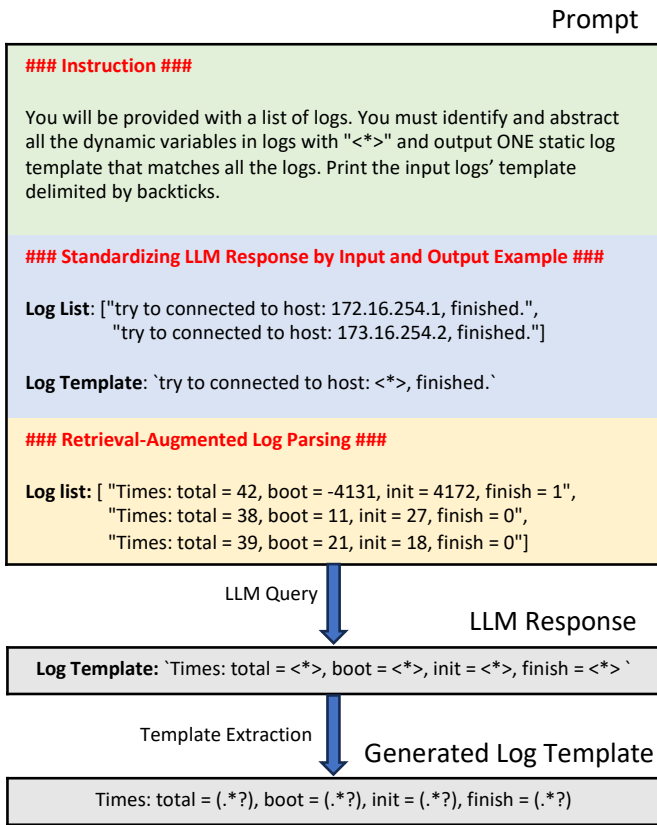 Prompt
### Instruction ###
You will be provided with a list of logs. You must identify and abstract
all the dynamic variables in logs with "<*>" and output ONE static log
template that matches all the logs. Print the input logs’ template
delimited by backticks.
### Standardizing LLM Response by Input and Output Example ###
Log List: ["try to connected to host: 172.16.254.1, finished.",
"try to connected to host: 173.16.254.2, finished."]
Log Template: `try to connected to host: <*>, finished.`
### Retrieval-Augmented Log Parsing ###
Log list: [ "Times: total = 42, boot = -4131, init = 4172, finish = 1",
"Times: total = 38, boot = 11, init = 27, finish = 0",
"Times: total = 39, boot = 21, init = 18, finish = 0"]
LLM Query
LLM Response
Log Template: `Times: total = <*>, boot = <*>, init = <*>, finish = <*> `
Template Extraction
Generated Log Template
Times: total = (.*?), boot = (.*?), init = (.*?), finish = (.*?)